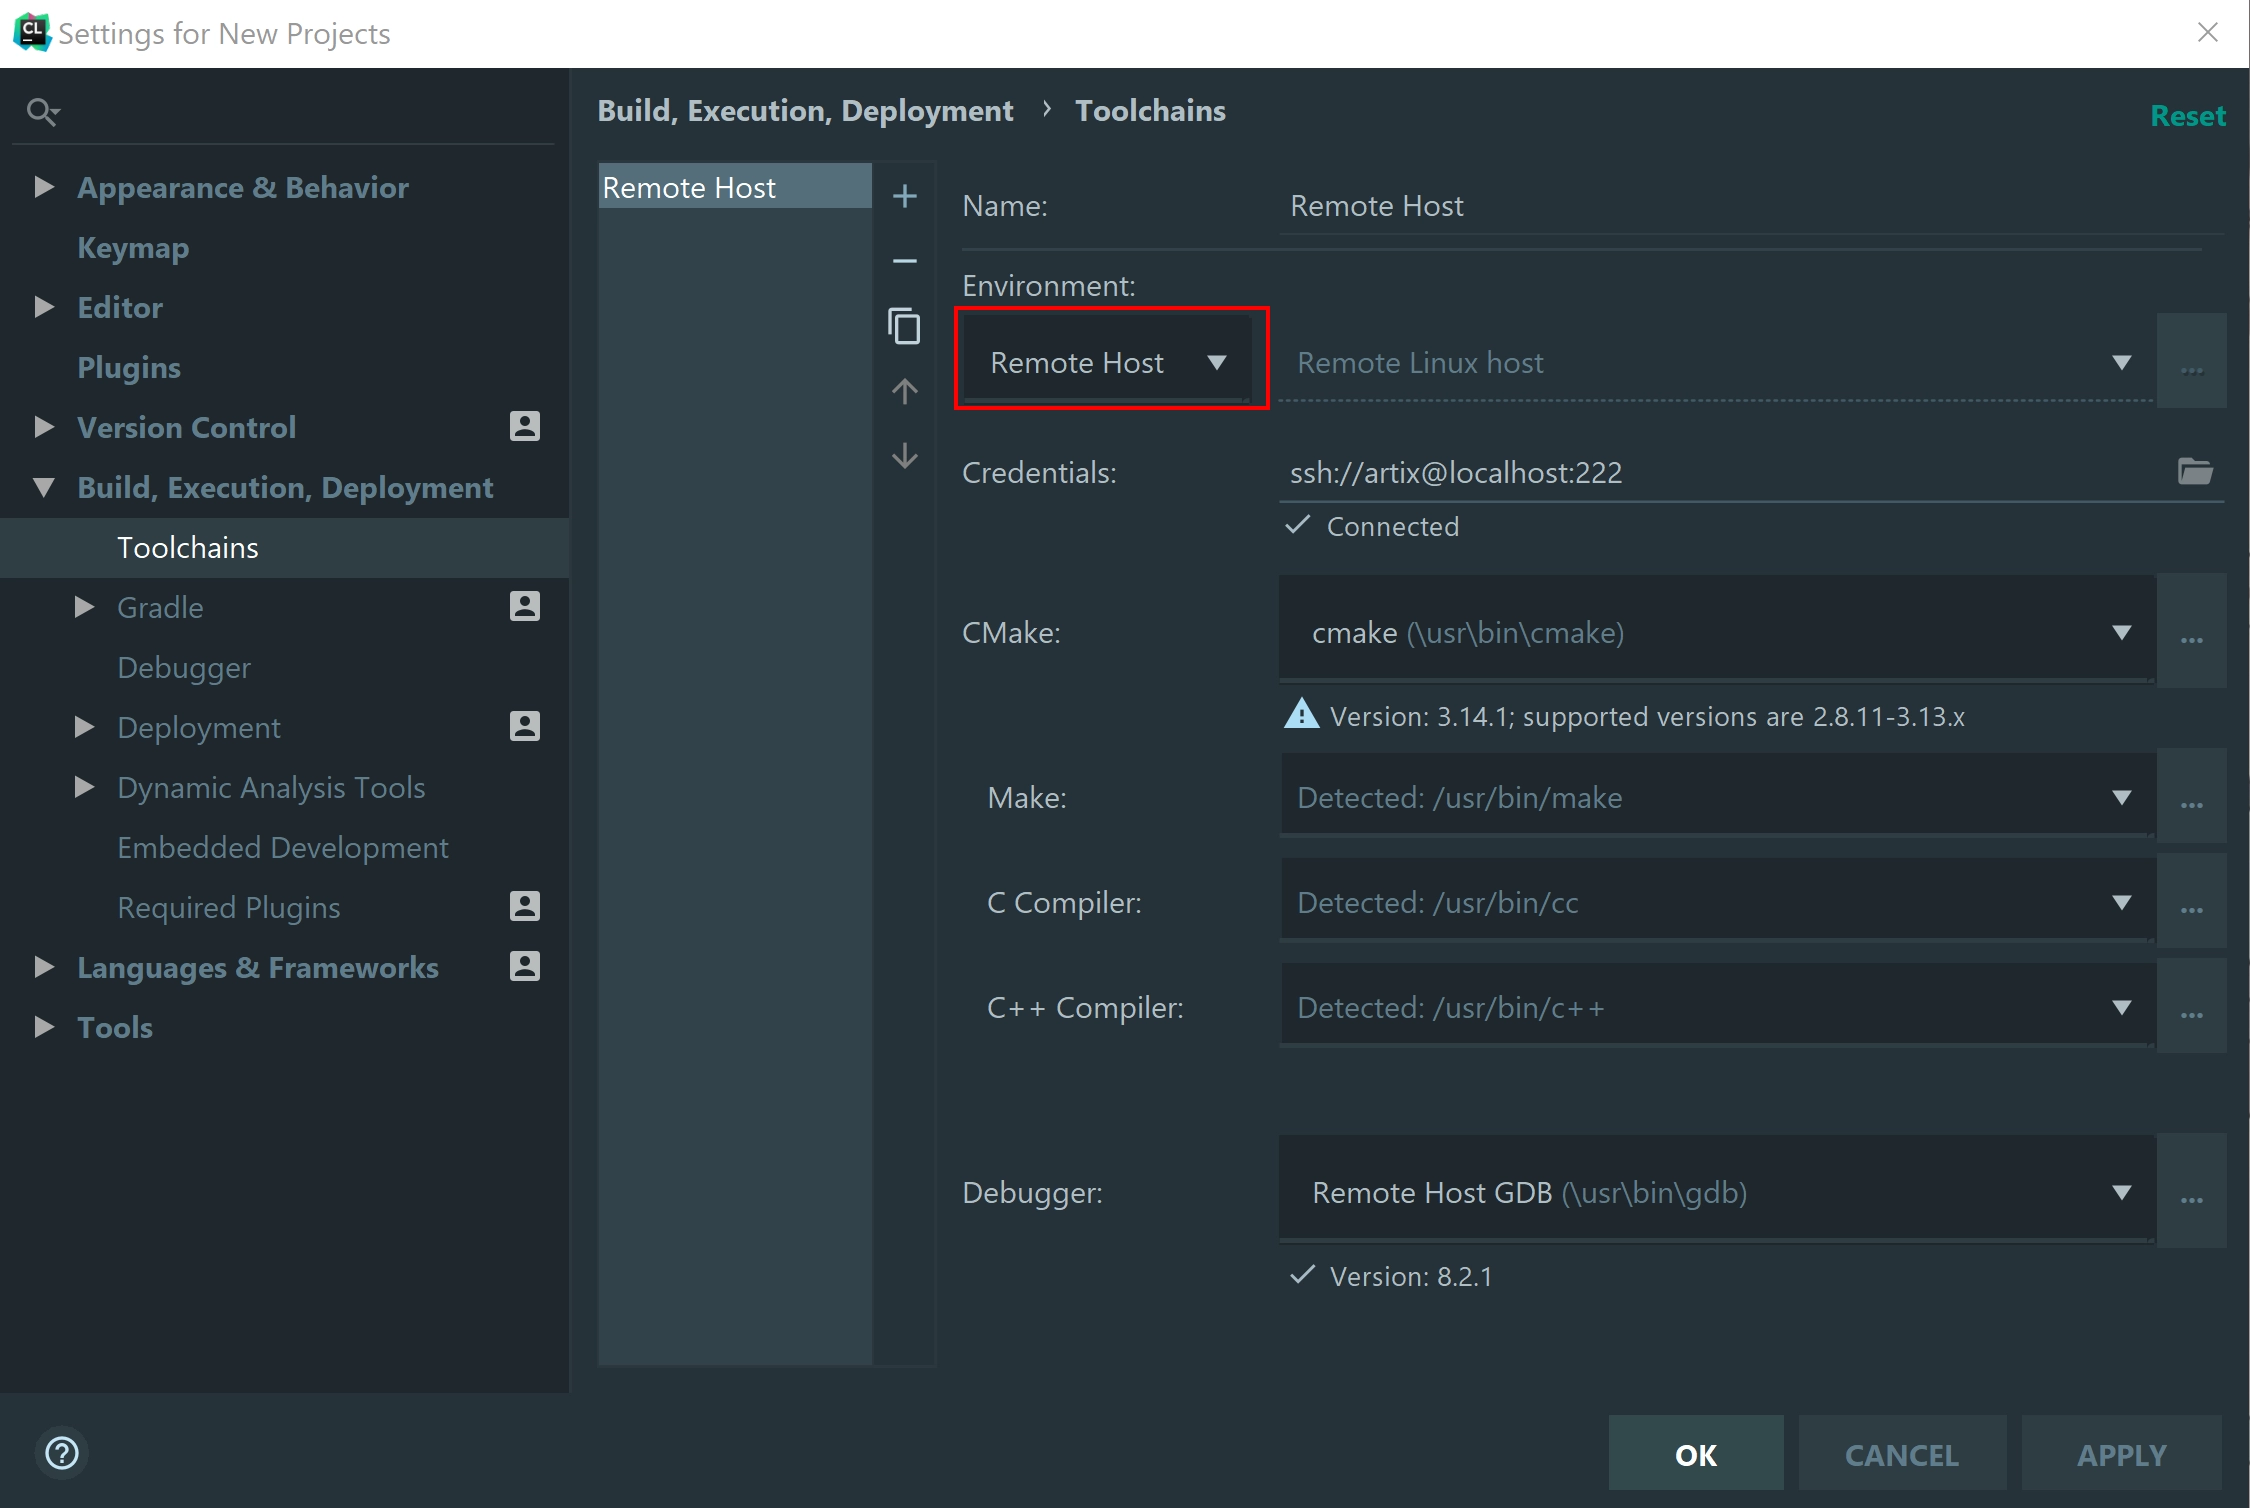 CL
Settings for New Projects
Appearance & Behavior
Keymap
Editor
Plugins
Version Control
Build, Execution, Deployment
Toolchains
Gradle
Debugger
Deployment
Dynamic Analysis Tools
Embedded Development
Required Plugins
Languages & Frameworks
Tools
Build, Execution, Deployment › Toolchains
Reset
Remote Host
Name: Remote Host
Environment:
Remote Host Remote Linux host ...
Credentials: ssh://artix@localhost:222
Connected
CMake: cmake (\usr\bin\cmake) ...
Version: 3.14.1; supported versions are 2.8.11-3.13.x
Make: Detected: /usr/bin/make ...
C Compiler: Detected: /usr/bin/cc ...
C++ Compiler: Detected: /usr/bin/c++ ...
Debugger: Remote Host GDB (\usr\bin\gdb) ...
Version: 8.2.1
?
OK CANCEL APPLY